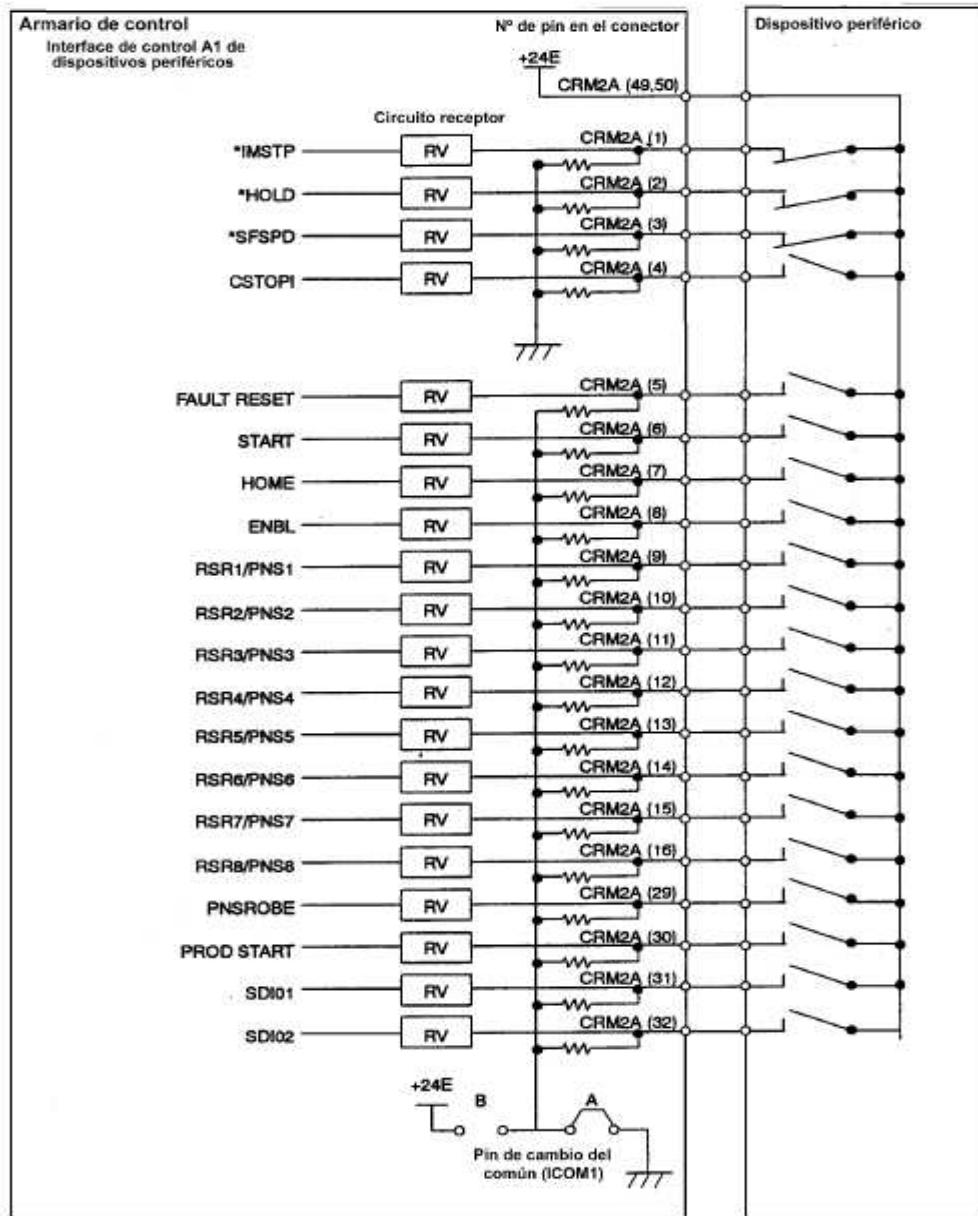 Armario de control
Interface de control A1 de
dispositivos periféricos
Nº de pin en el conector
Dispositivo periférico
+24E
CRM2A (49,50)
Circuito receptor
*IMSTP RV CRM2A (1)
*HOLD RV CRM2A (2)
*SFSPD RV CRM2A (3)
CSTOPI RV CRM2A (4)
FAULT RESET RV CRM2A (5)
START RV CRM2A (6)
HOME RV CRM2A (7)
ENBL RV CRM2A (8)
RSR1/PNS1 RV CRM2A (9)
RSR2/PNS2 RV CRM2A (10)
RSR3/PNS3 RV CRM2A (11)
RSR4/PNS4 RV CRM2A (12)
RSR5/PNS5 RV CRM2A (13)
RSR6/PNS6 RV CRM2A (14)
RSR7/PNS7 RV CRM2A (15)
RSR8/PNS8 RV CRM2A (16)
PNSROBE RV CRM2A (29)
PROD START RV CRM2A (30)
SDI01 RV CRM2A (31)
SDI02 RV CRM2A (32)
+24E
B A
Pin de cambio del
común (ICOM1)